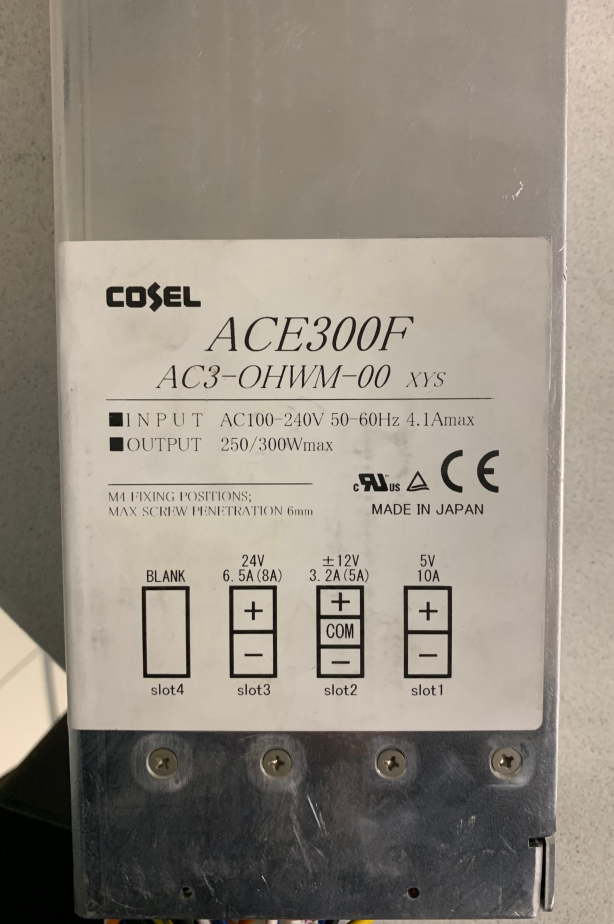 COSEL
ACE300F
AC3-OHWM-00 XYS
■INPUT AC100-240V 50-60Hz 4.1Amax
■OUTPUT 250/300Wmax
M4 FIXING POSITIONS;
MAX SCREW PENETRATION 6mm
c RU US △ CE
MADE IN JAPAN
24V ±12V 5V
BLANK 6.5A(8A) 3.2A(5A) 10A
+ + +
COM
− − −
slot4 slot3 slot2 slot1